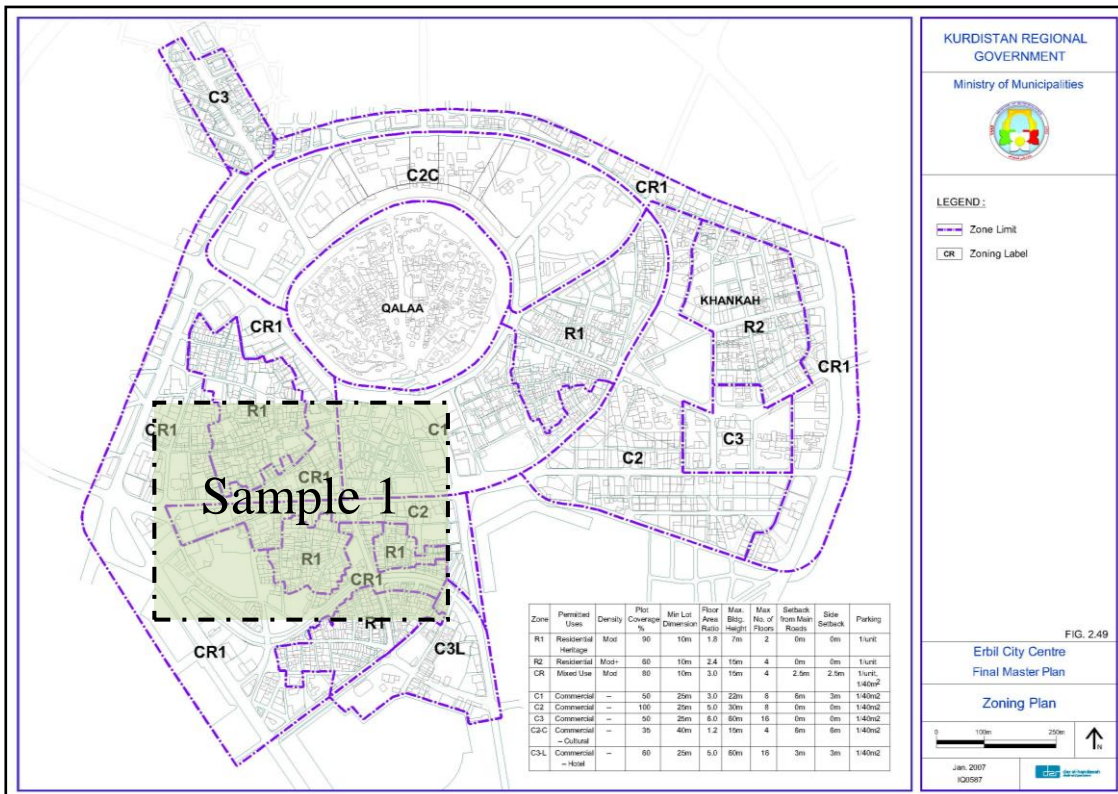 C3
C2C
CR1
QALAA
KHANKAH
R2
R1
CR1
CR1
R1
CR1
C1
C3
C2
CR1
Sample 1
C2
R1
R1
CR1
R1
CR1
C3L
KURDISTAN REGIONAL
GOVERNMENT
Ministry of Municipalities
LEGEND :
Zone Limit
CR Zoning Label
FIG. 2.49
Erbil City Centre
Final Master Plan
Zoning Plan
0 100m 250m
N
Jan. 2007
IQ0587
Zone Permitted Uses Density Plot Coverage % Min Lot Dimension Floor Area Ratio Max. Bldg. Height Max No. of Floors Setback from Main Roads Side Setback Parking
R1 Residential Heritage Mod 90 10m 1.8 7m 2 0m 0m 1/unit
R2 Residential Mod+ 60 10m 2.4 15m 4 0m 0m 1/unit
CR Mixed Use Mod 80 10m 3.0 15m 4 2.5m 2.5m 1/unit, 1/40m²
C1 Commercial -- 50 25m 3.0 22m 6 6m 3m 1/40m2
C2 Commercial -- 100 25m 5.0 30m 8 0m 0m 1/40m2
C3 Commercial -- 50 25m 6.0 60m 16 0m 0m 1/40m2
C2-C Commercial – Cultural -- 35 40m 1.2 15m 4 6m 6m 1/40m2
C3-L Commercial – Hotel -- 60 25m 5.0 60m 16 3m 3m 1/40m2